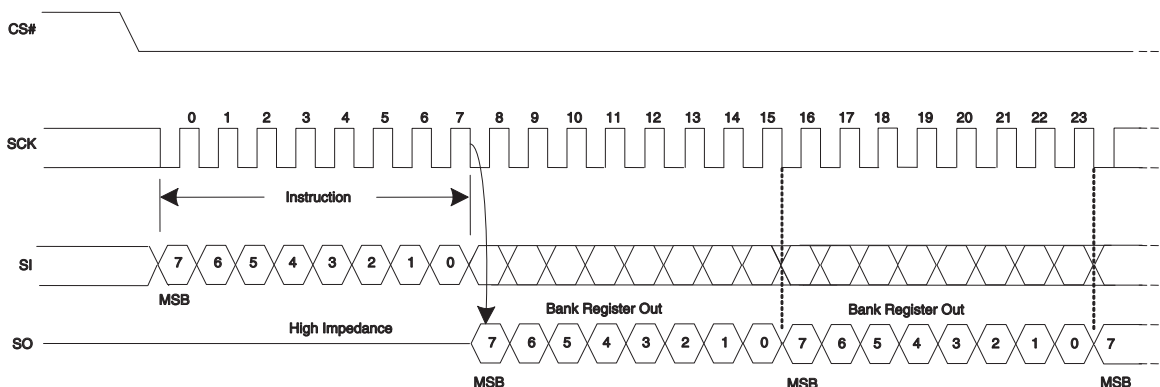 CS#
0 1 2 3 4 5 6 7 8 9 10 11 12 13 14 15 16 17 18 19 20 21 22 23
SCK
Instruction
SI 7 6 5 4 3 2 1 0
MSB
Bank Register Out Bank Register Out
High Impedance
SO 7 6 5 4 3 2 1 0 7 6 5 4 3 2 1 0 7
MSB MSB MSB